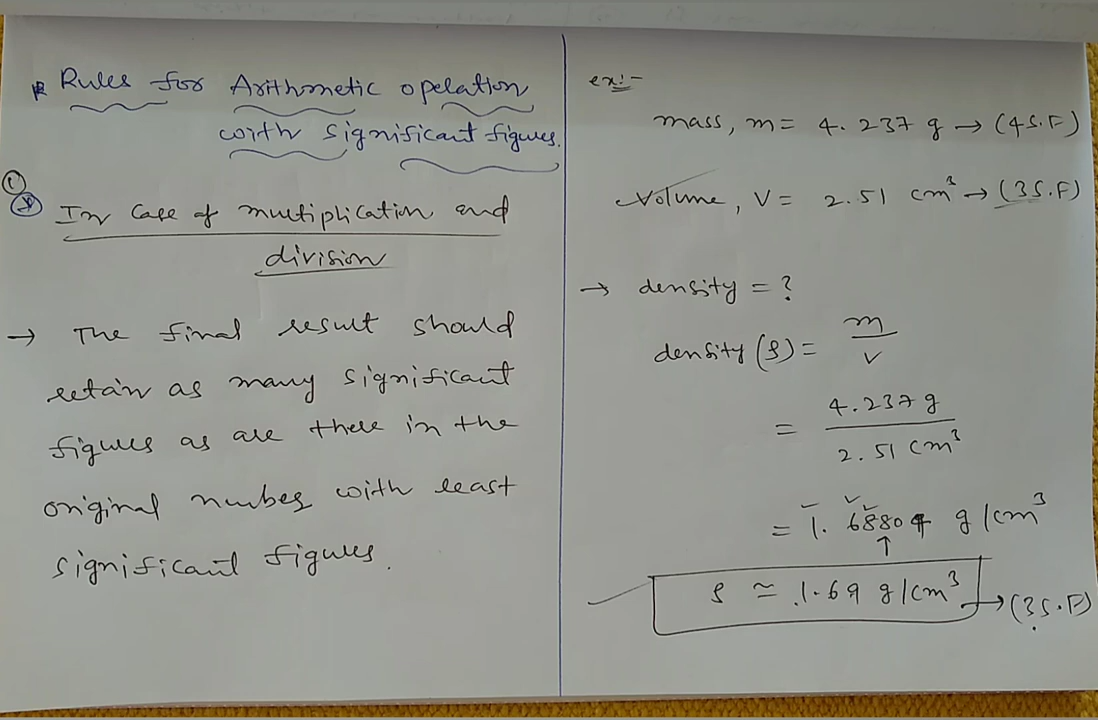 * Rules for Arithmetic operation
with significant figures.
① * In Case of multiplication and
division
→ The final result should
retain as many significant
figures as are there in the
original number with least
significant figures.
ex:-
mass, m = 4.237 g → (4S.F)
Volume, V = 2.51 cm³ → (3S.F)
→ density = ?
density (ρ) = m
v
= 4.237 g
2.51 cm³
= 1.68804 g/cm³
↑
ρ ≃ 1.69 g/cm³ → (3S.F)